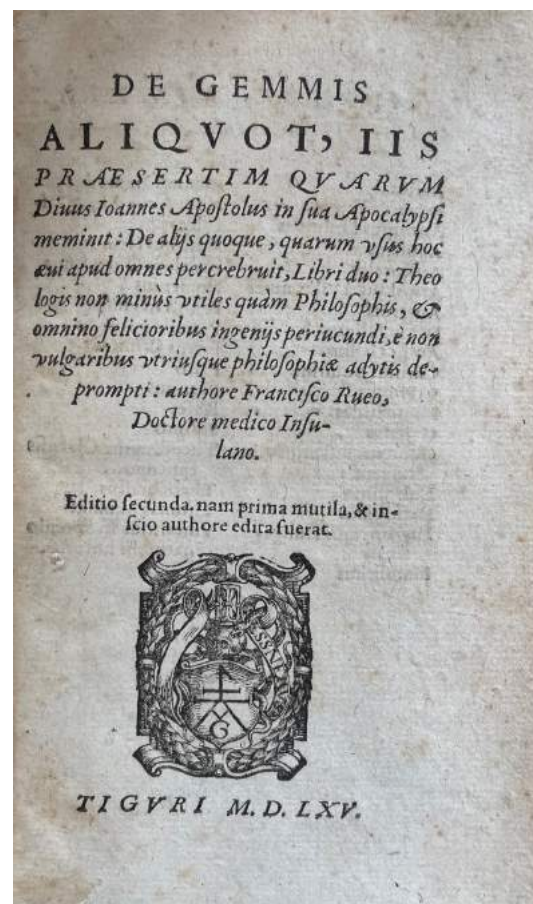 DE GEMMIS
ALIQVOT, IIS
PRÆSERTIM QVARVM
Diuus Ioannes Apoſtolus in ſua Apocalypſi
meminit: De alijs quoque, quarum vſus hoc
æui apud omnes percrebruit, Libri duo: Theo
logis non minùs vtiles quàm Philoſophis, &
omnino felicioribus ingenijs periucundi, è non
vulgaribus vtriuſque philoſophiæ adytis de-
prompti: authore Franciſco Rueo,
Doctore medico Inſu-
lano.
Editio ſecunda. nam prima mutila, & in-
ſcio authore edita fuerat.
G
TIGVRI M. D. LXV.